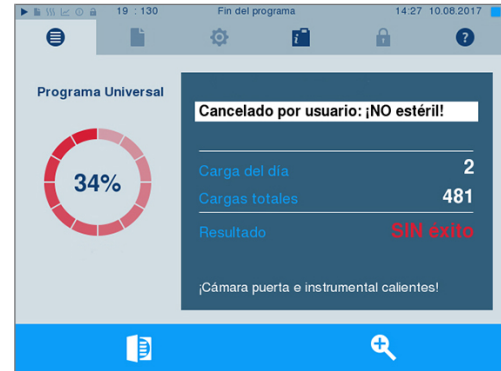 19 : 130 Fin del programa 14:27 10.08.2017
Programa Universal
34%
Cancelado por usuario: ¡NO estéril!
Carga del día 2
Cargas totales 481
Resultado SIN éxito
¡Cámara puerta e instrumental calientes!